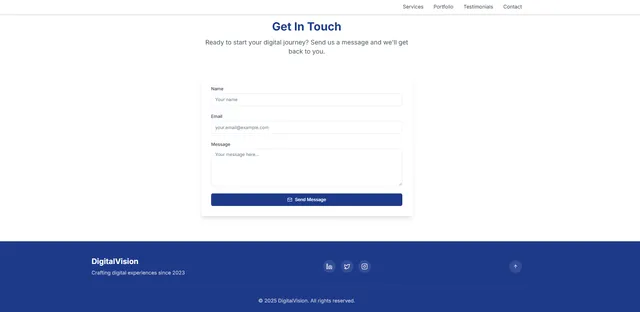 Services Portfolio Testimonials Contact
Get In Touch
Ready to start your digital journey? Send us a message and we'll get
back to you.
Name
Your name
Email
your.email@example.com
Message
Your message here...
Send Message
DigitalVision
Crafting digital experiences since 2023
© 2025 DigitalVision. All rights reserved.